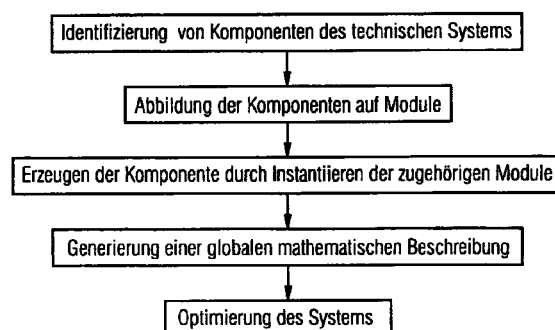 Identifizierung von Komponenten des technischen Systems
Abbildung der Komponenten auf Module
Erzeugen der Komponente durch Instantiieren der zugehörigen Module
Generierung einer globalen mathematischen Beschreibung
Optimierung des Systems